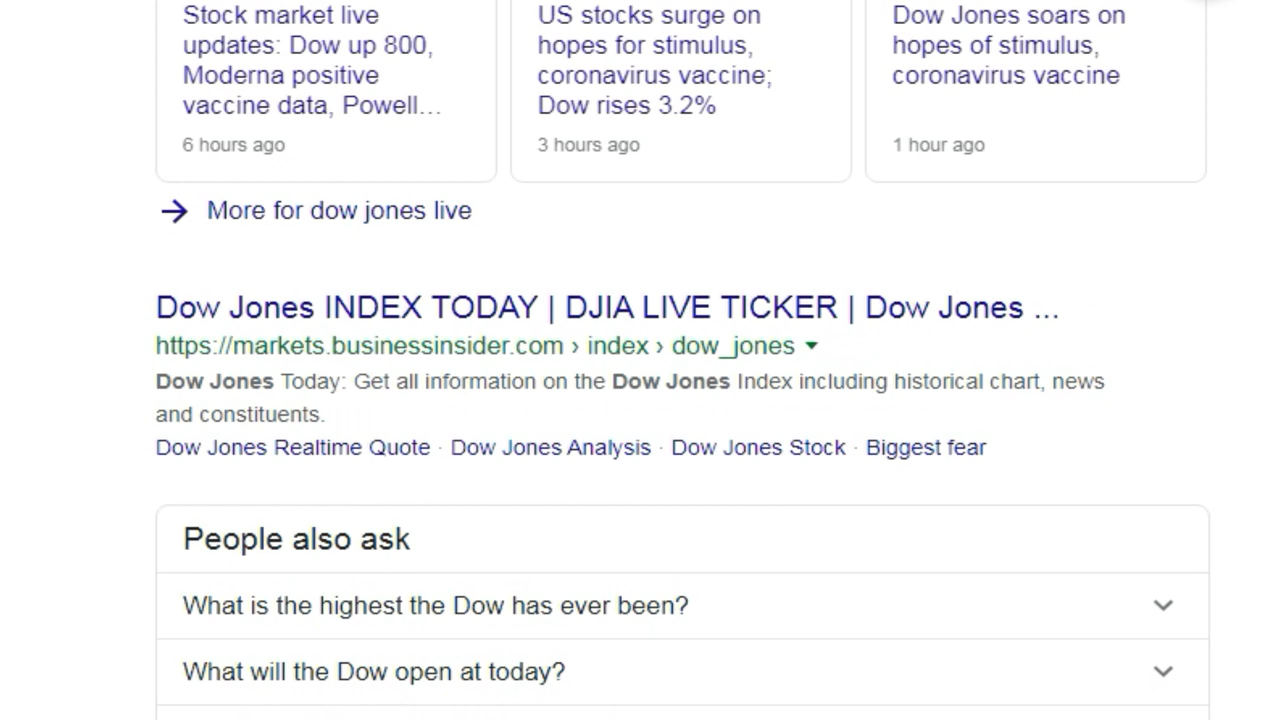 Stock market live
updates: Dow up 800,
Moderna positive
vaccine data, Powell...
6 hours ago
US stocks surge on
hopes for stimulus,
coronavirus vaccine;
Dow rises 3.2%
3 hours ago
Dow Jones soars on
hopes of stimulus,
coronavirus vaccine
1 hour ago
More for dow jones live
Dow Jones INDEX TODAY | DJIA LIVE TICKER | Dow Jones ...
https://markets.businessinsider.com › index › dow_jones
Dow Jones Today: Get all information on the Dow Jones Index including historical chart, news
and constituents.
Dow Jones Realtime Quote · Dow Jones Analysis · Dow Jones Stock · Biggest fear
People also ask
What is the highest the Dow has ever been?
What will the Dow open at today?